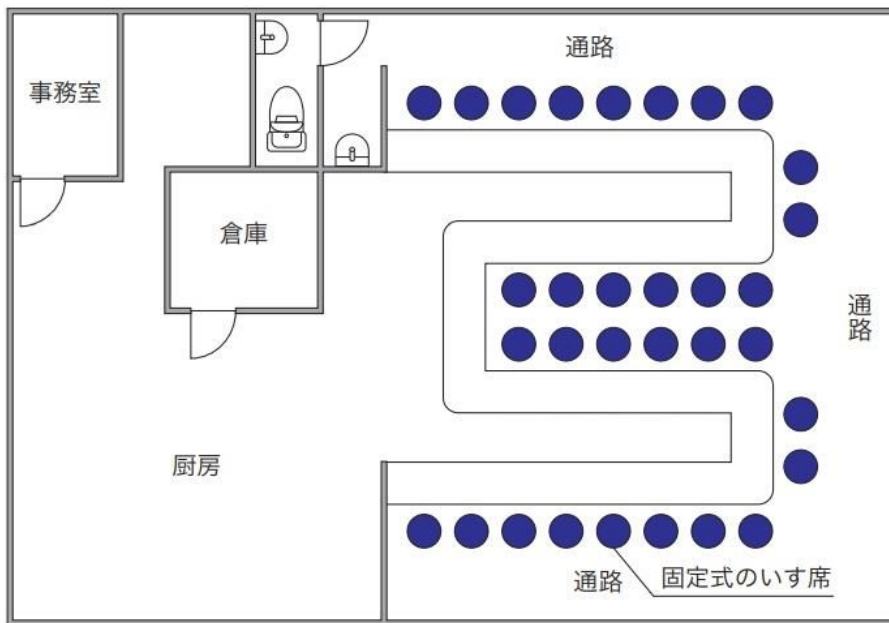 通路
事務室
倉庫
通路
厨房
通路
固定式のいす席